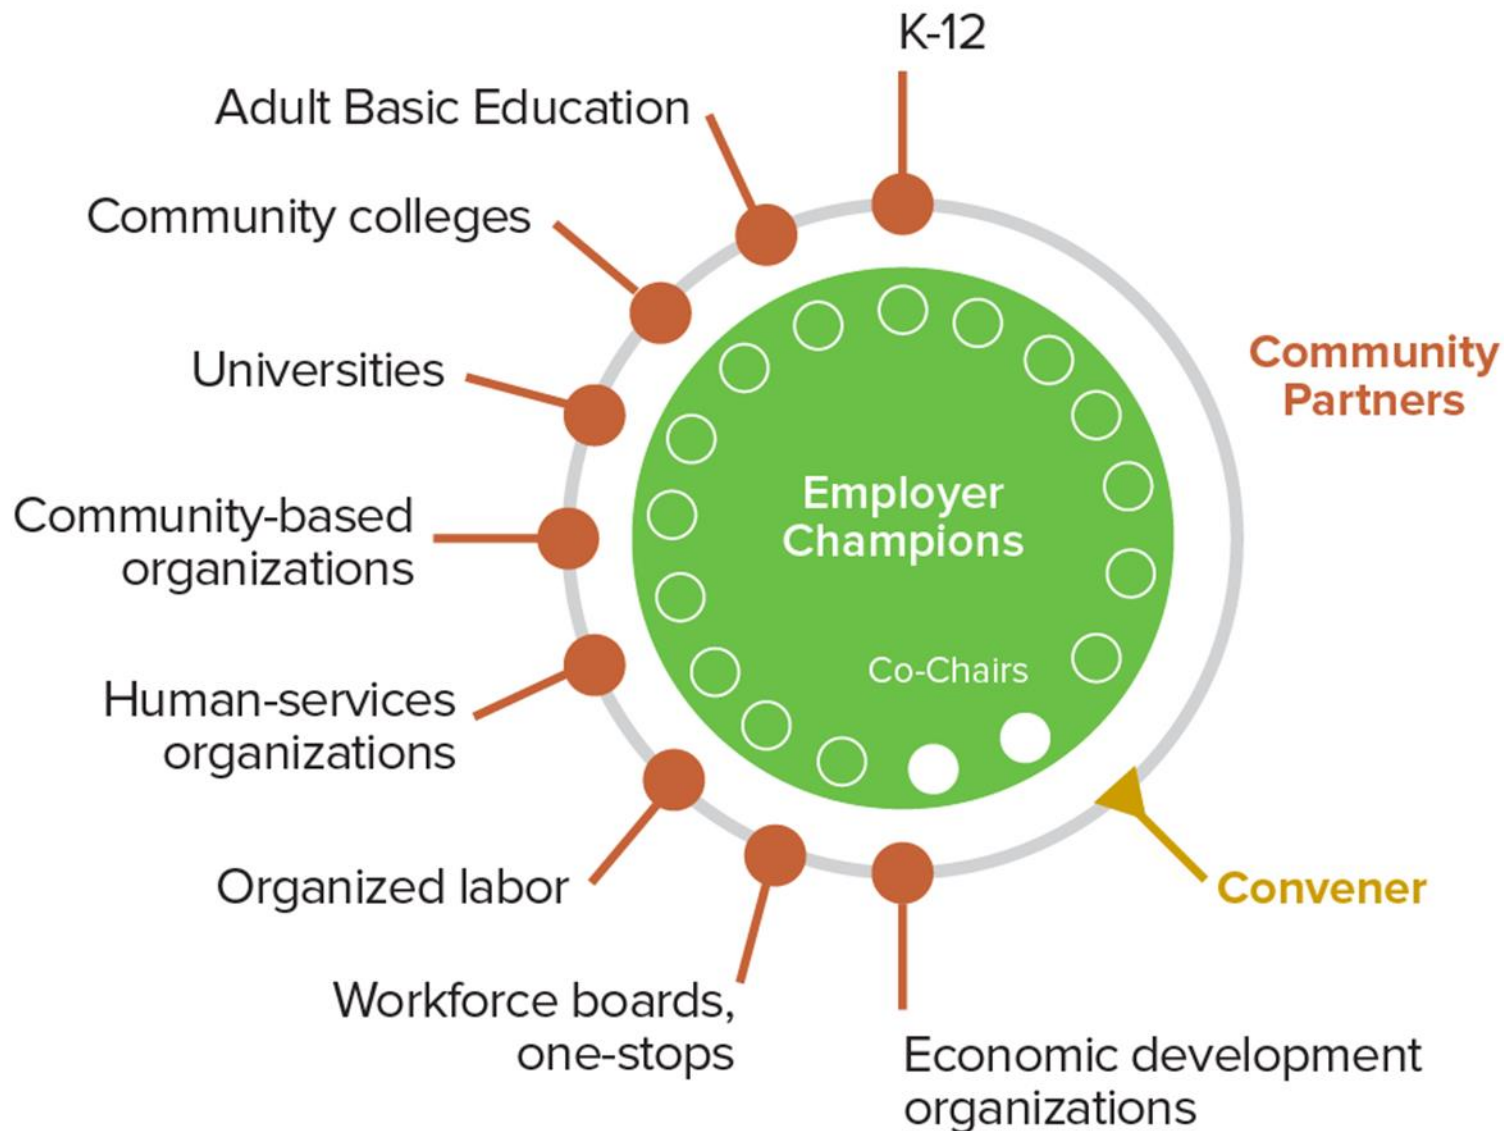 K-12
Adult Basic Education
Community colleges
Universities
Community-based
organizations
Human-services
organizations
Organized labor
Workforce boards,
one-stops
Economic development
organizations
Employer
Champions
Co-Chairs
Community
Partners
Convener